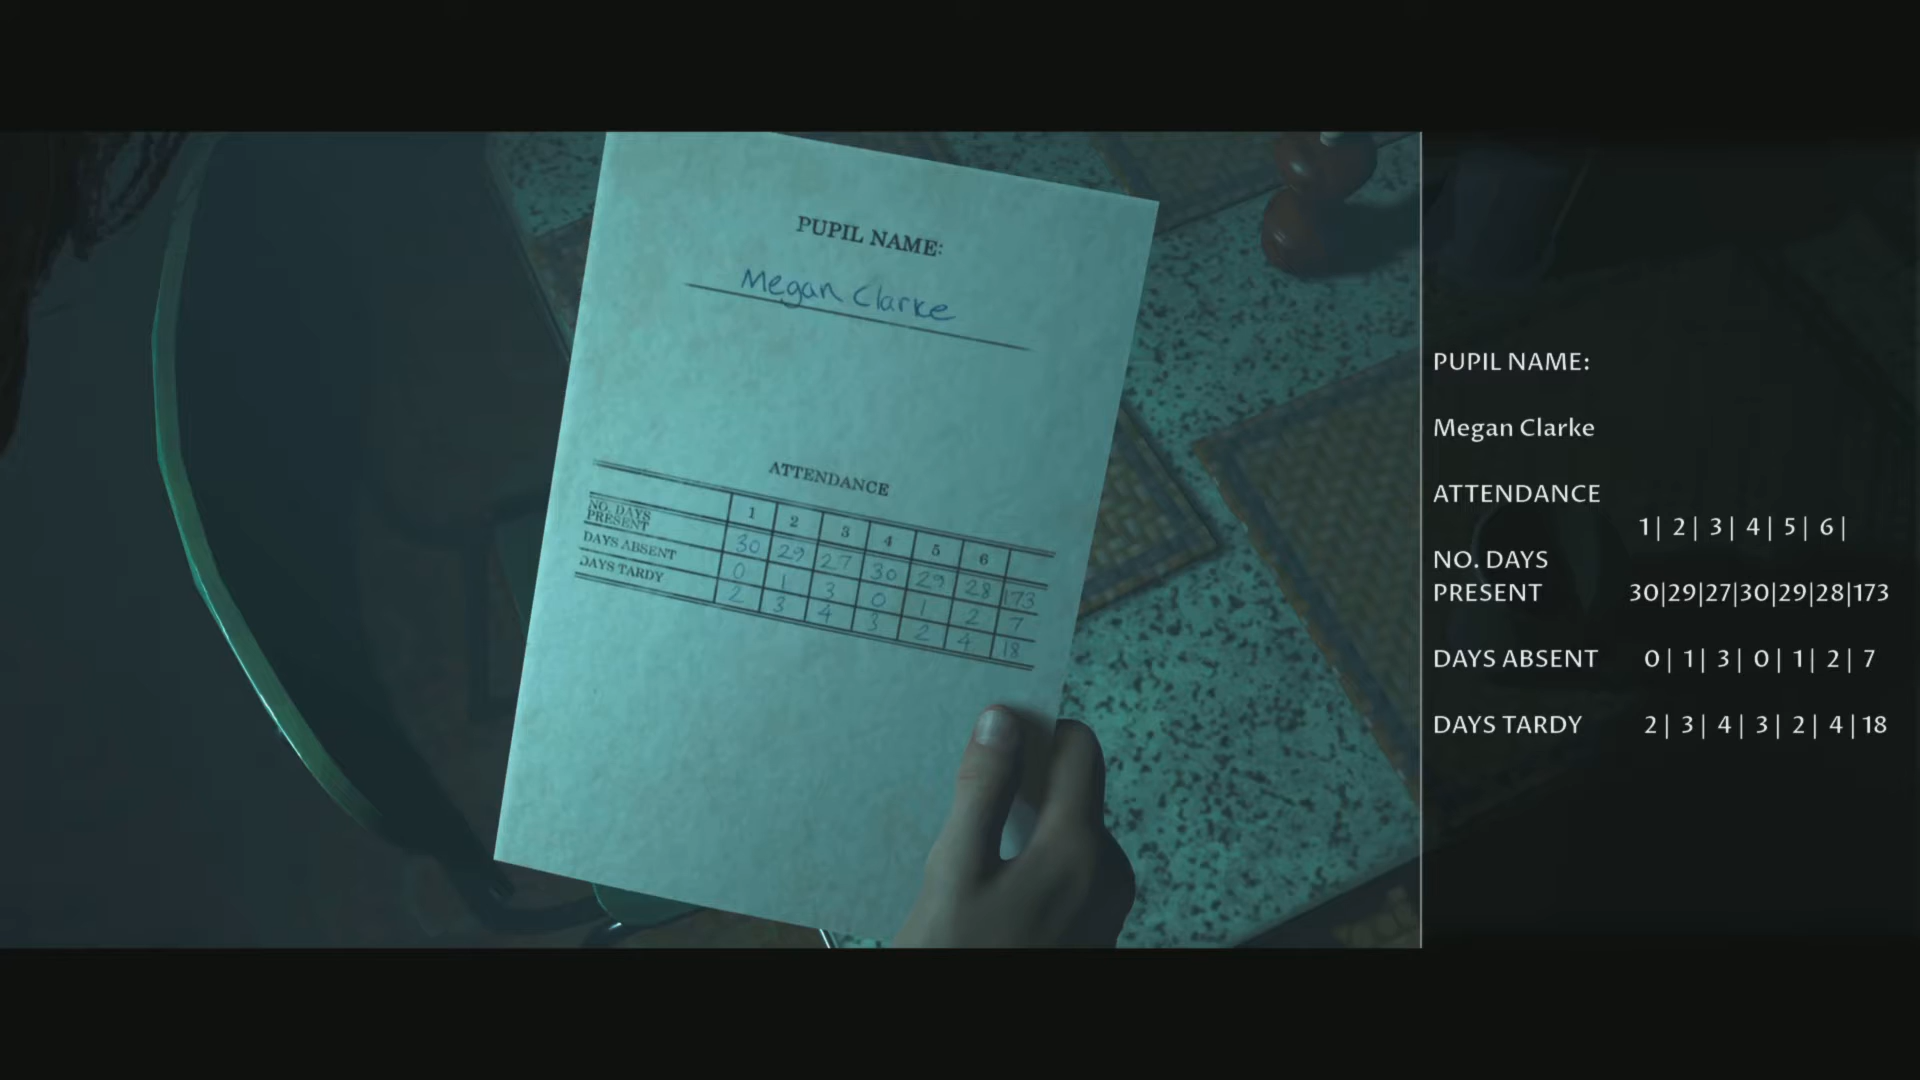 PUPIL NAME:
Megan Clarke
ATTENDANCE
1 2 3 4 5 6
NO. DAYS
PRESENT 30 29 27 30 29 28 173
DAYS ABSENT 0 1 3 0 1 2 7
DAYS TARDY 2 3 4 3 2 4 18
PUPIL NAME:
Megan Clarke
ATTENDANCE
1| 2| 3| 4| 5| 6|
NO. DAYS
PRESENT 30|29|27|30|29|28|173
DAYS ABSENT 0| 1| 3| 0| 1| 2| 7
DAYS TARDY 2| 3| 4| 3| 2| 4|18